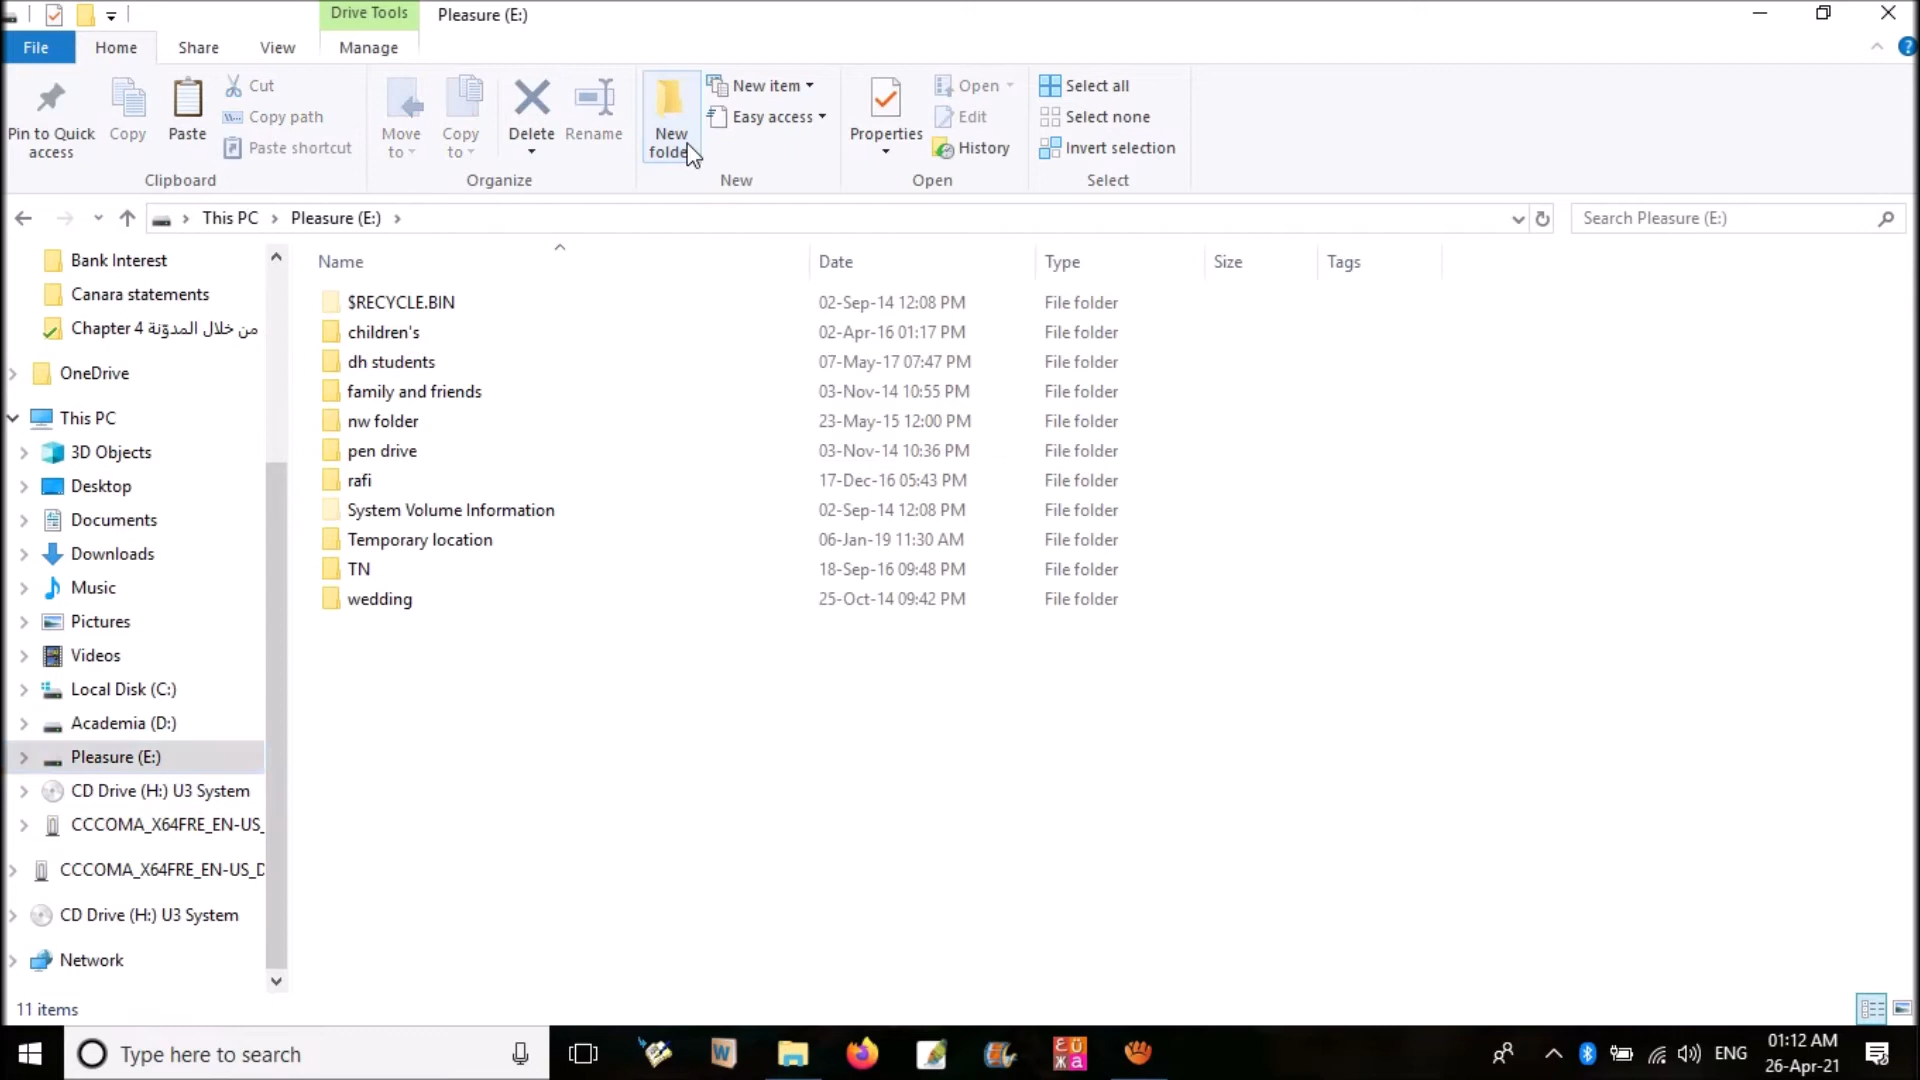 Drive Tools
Pleasure (E:)
File
Home
Share
View
Manage
Pin to Quick access
Copy
Paste
Cut
Copy path
Paste shortcut
Clipboard
Move to
Copy to
Delete
Rename
Organize
New folder
New item
Easy access
New
Properties
Open
Edit
History
Open
Select all
Select none
Invert selection
Select
This PC
Pleasure (E:)
Search Pleasure (E:)
Bank Interest
Canara statements
Chapter 4 من خلال المدوّنة
OneDrive
This PC
3D Objects
Desktop
Documents
Downloads
Music
Pictures
Videos
Local Disk (C:)
Academia (D:)
Pleasure (E:)
CD Drive (H:) U3 System
CCCOMA_X64FRE_EN-US_
CCCOMA_X64FRE_EN-US_D
CD Drive (H:) U3 System
Network
Name Date Type Size Tags
$RECYCLE.BIN 02-Sep-14 12:08 PM File folder
children's 02-Apr-16 01:17 PM File folder
dh students 07-May-17 07:47 PM File folder
family and friends 03-Nov-14 10:55 PM File folder
nw folder 23-May-15 12:00 PM File folder
pen drive 03-Nov-14 10:36 PM File folder
rafi 17-Dec-16 05:43 PM File folder
System Volume Information 02-Sep-14 12:08 PM File folder
Temporary location 06-Jan-19 11:30 AM File folder
TN 18-Sep-16 09:48 PM File folder
wedding 25-Oct-14 09:42 PM File folder
11 items
Type here to search
ENG
01:12 AM
26-Apr-21